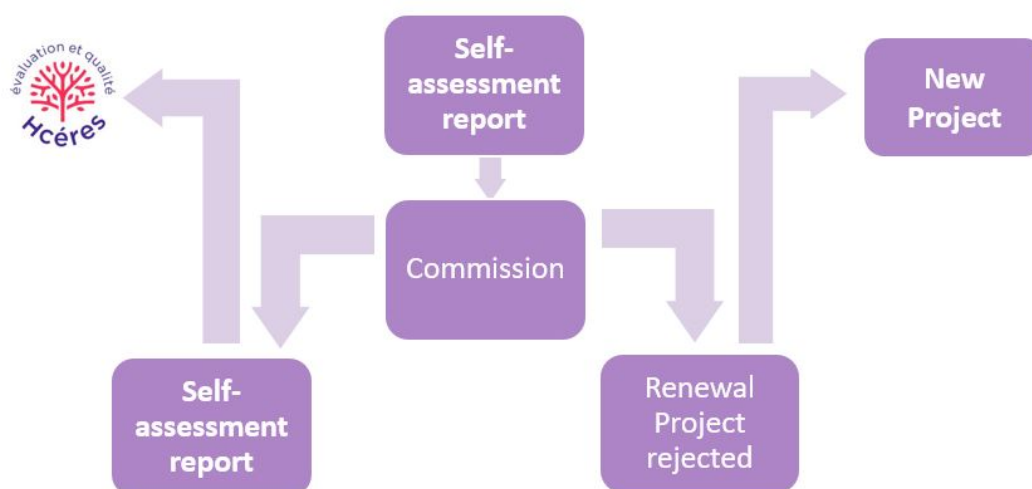 évaluation et qualité
Hcéres
Self-
assessment
report
New
Project
Commission
Self-
assessment
report
Renewal
Project
rejected